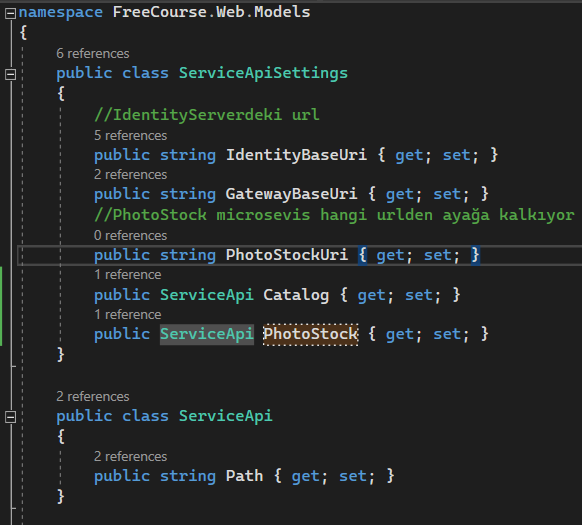 namespace FreeCourse.Web.Models
{
6 references
public class ServiceApiSettings
{
//IdentityServerdeki url
5 references
public string IdentityBaseUri { get; set; }
2 references
public string GatewayBaseUri { get; set; }
//PhotoStock microsevis hangi urlden ayağa kalkıyor
0 references
public string PhotoStockUri { get; set; }
1 reference
public ServiceApi Catalog { get; set; }
1 reference
public ServiceApi PhotoStock { get; set; }
}
2 references
public class ServiceApi
{
2 references
public string Path { get; set; }
}